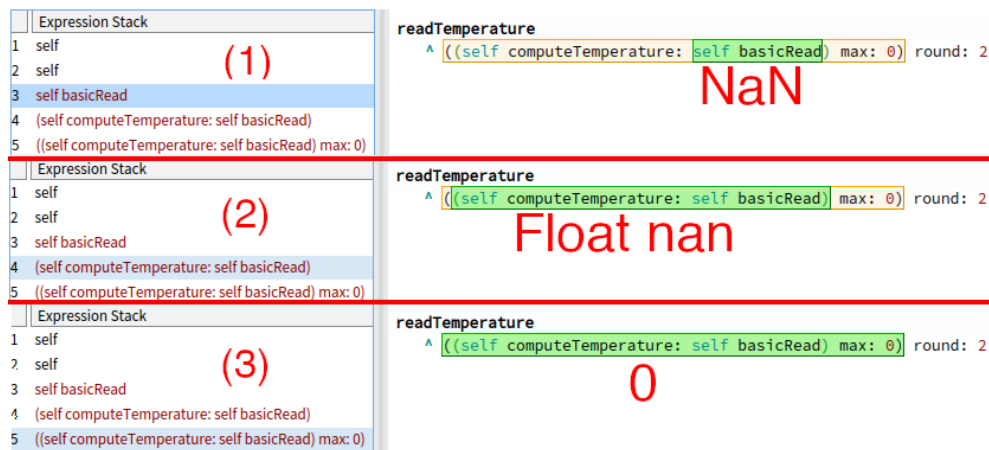 Expression Stack
1 self
2 self
3 self basicRead
4 (self computeTemperature: self basicRead)
5 ((self computeTemperature: self basicRead) max: 0)
(1)
readTemperature
^ ((self computeTemperature: self basicRead) max: 0) round: 2
NaN
Expression Stack
1 self
2 self
3 self basicRead
4 (self computeTemperature: self basicRead)
5 ((self computeTemperature: self basicRead) max: 0)
(2)
readTemperature
^ ((self computeTemperature: self basicRead) max: 0) round: 2
Float nan
Expression Stack
1 self
2 self
3 self basicRead
4 (self computeTemperature: self basicRead)
5 ((self computeTemperature: self basicRead) max: 0)
(3)
readTemperature
^ ((self computeTemperature: self basicRead) max: 0) round: 2
0